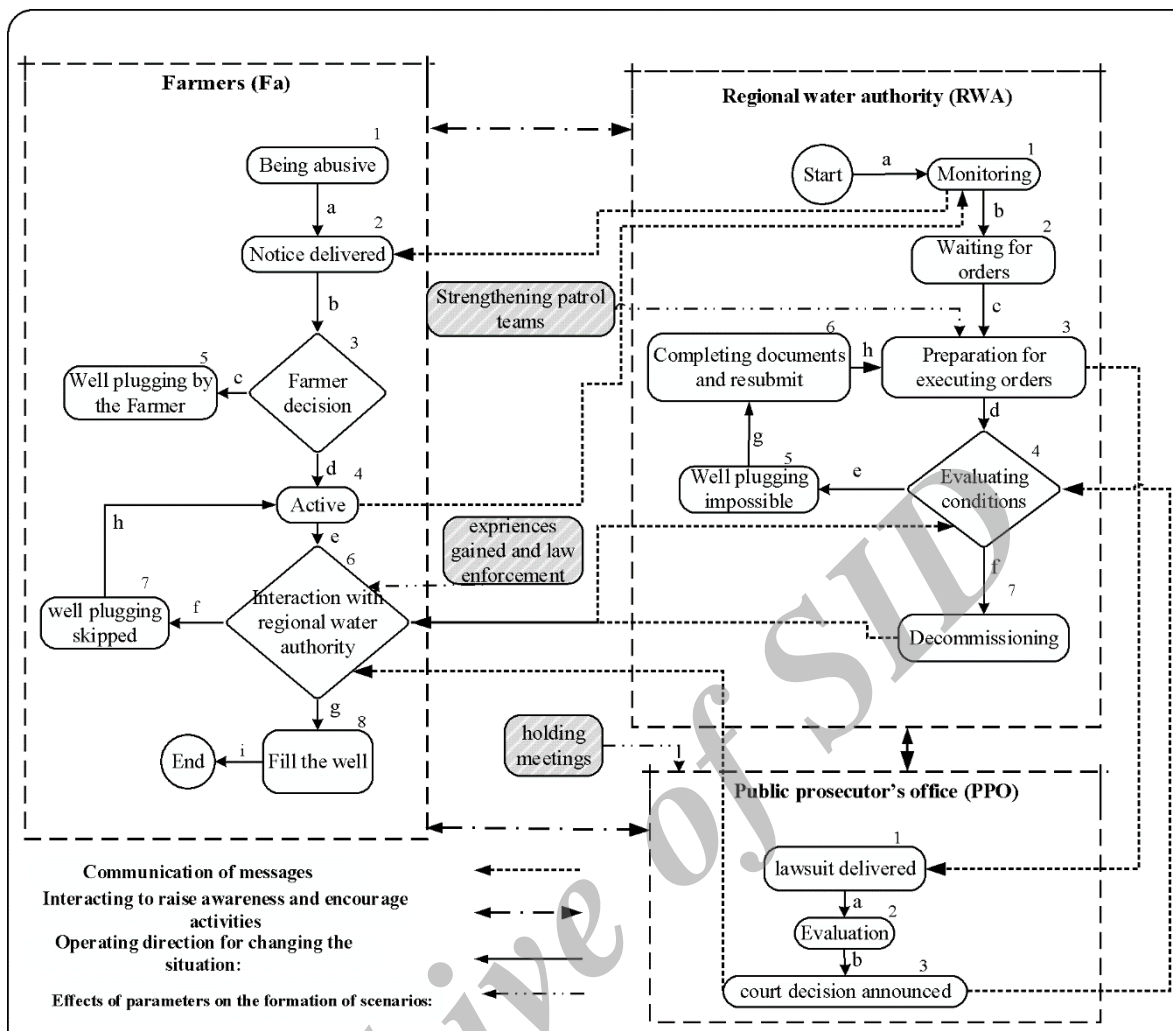 Farmers (Fa)
1
Being abusive
a
2
Notice delivered
b
3
Farmer
decision
c
5
Well plugging by
the Farmer
d
4
Active
e
h
6
Interaction with
regional water
authority
f
7
well plugging
skipped
g
8
Fill the well
i
End
Strengthening patrol
teams
expriences
gained and law
enforcement
holding
meetings
Regional water authority (RWA)
Start
a
1
Monitoring
b
2
Waiting for
orders
c
3
Preparation for
executing orders
6
Completing documents
and resubmit
h
d
4
Evaluating
conditions
e
5
Well plugging
impossible
g
f
7
Decommissioning
Public prosecutor's office (PPO)
1
lawsuit delivered
a
2
Evaluation
b
3
court decision announced
Communication of messages
Interacting to raise awareness and encourage
activities
Operating direction for changing the
situation:
Effects of parameters on the formation of scenarios:
ive of SID